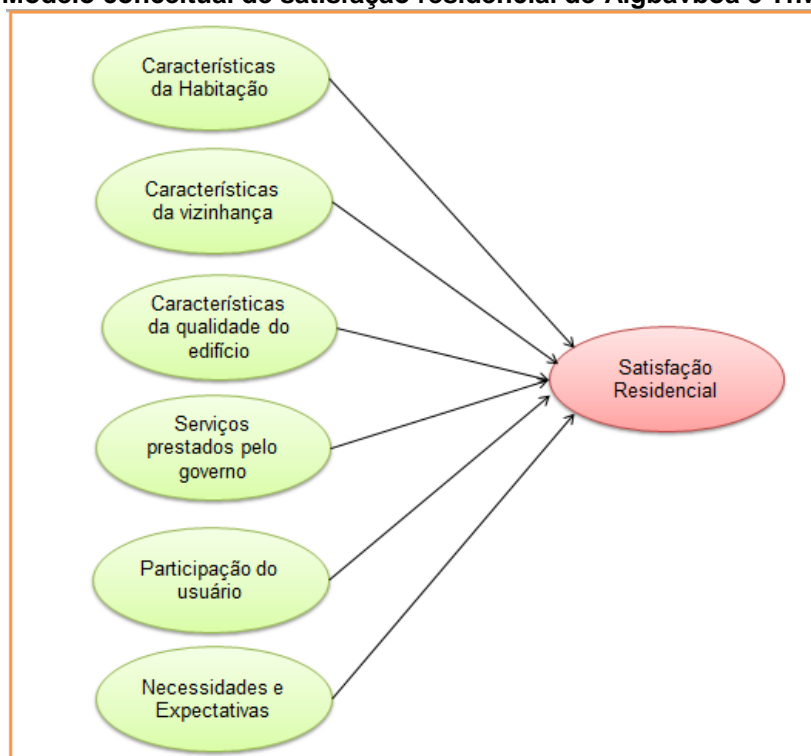 Modelo conceitual de satisfação residencial de
Características
da Habitação
Características
da vizinhança
Características
da qualidade do
edifício
Serviços
prestados pelo
governo
Participação do
usuário
Necessidades e
Expectativas
Satisfação
Residencial